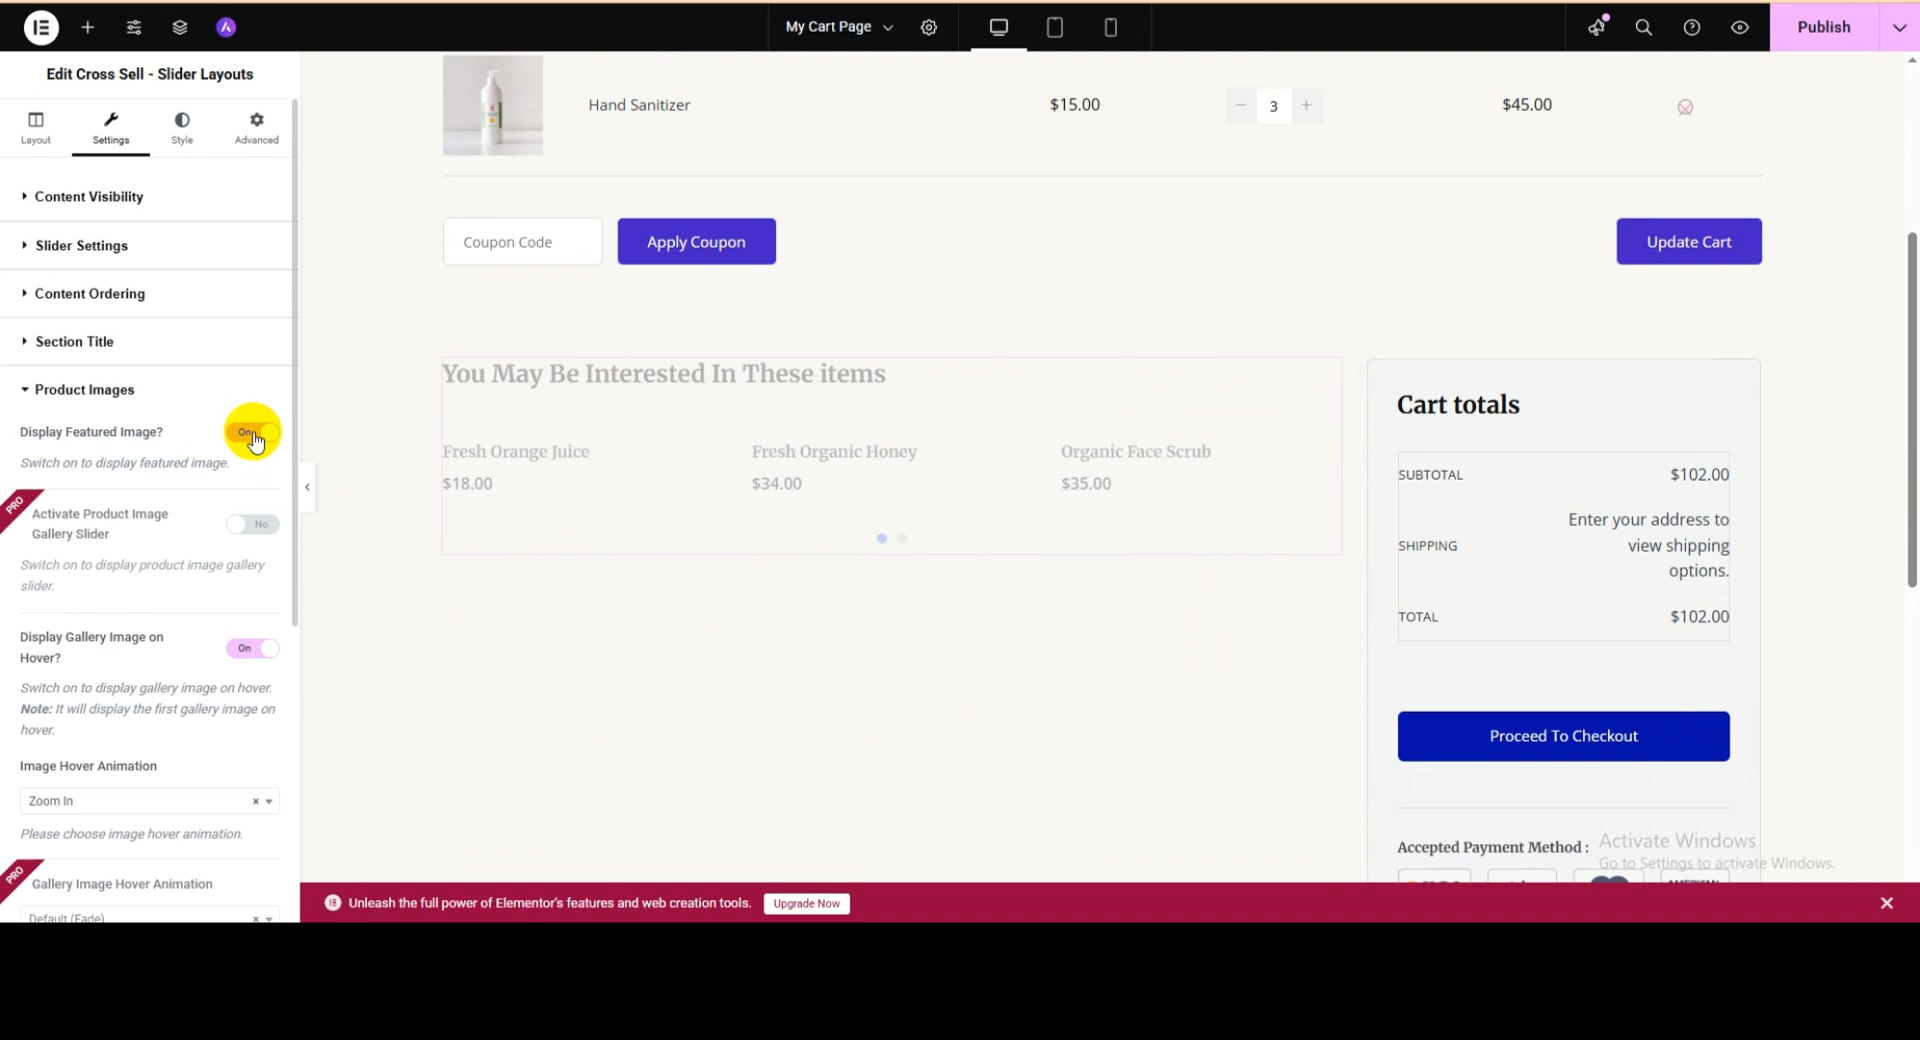 My Cart Page
Publish
Edit Cross Sell - Slider Layouts
Layout
Settings
Style
Advanced
Content Visibility
Slider Settings
Content Ordering
Section Title
Product Images
Display Featured Image?
On
Switch on to display featured image.
PRO
Activate Product Image
Gallery Slider
No
Switch on to display product image gallery
slider.
Display Gallery Image on
Hover?
On
Switch on to display gallery image on hover.
Note: It will display the first gallery image on
hover.
Image Hover Animation
Zoom In
Please choose image hover animation.
PRO
Gallery Image Hover Animation
Default (Fade)
Hand Sanitizer
$15.00
3
$45.00
Coupon Code
Apply Coupon
Update Cart
You May Be Interested In These items
Fresh Orange Juice
$18.00
Fresh Organic Honey
$34.00
Organic Face Scrub
$35.00
Cart totals
SUBTOTAL
$102.00
SHIPPING
Enter your address to
view shipping
options.
TOTAL
$102.00
Proceed To Checkout
Accepted Payment Method :
Activate Windows
Go to Settings to activate Windows.
Unleash the full power of Elementor's features and web creation tools.
Upgrade Now